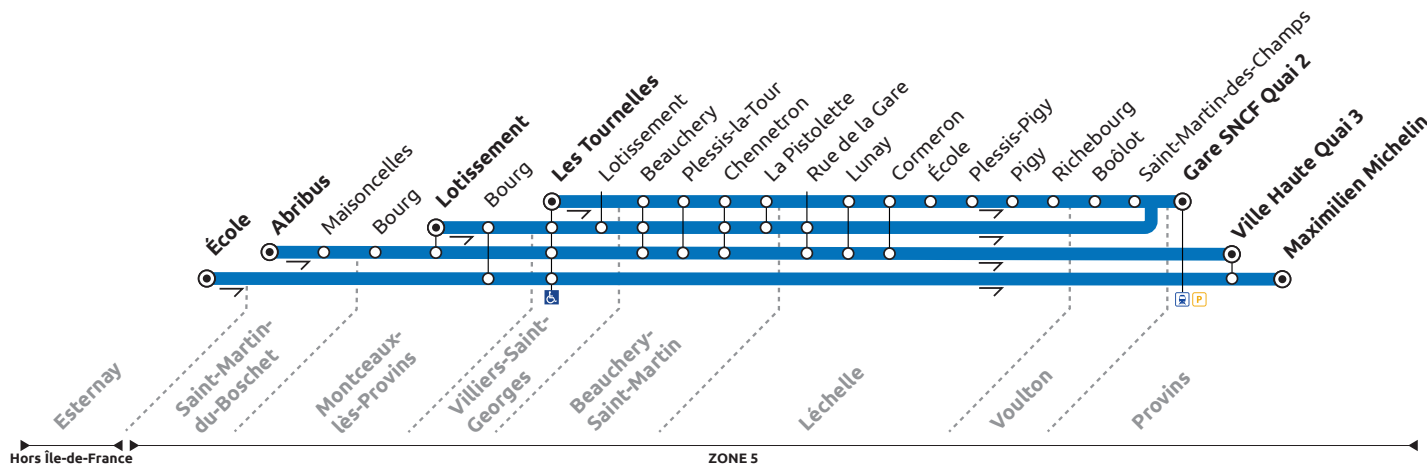 École
Abribus
Maisoncelles
Bourg
Lotissement
Bourg
Les Tournelles
Lotissement
Beauchery
Plessis-la-Tour
Chennetron
La Pistolette
Rue de la Gare
Lunay
Cormeron
École
Plessis-Pigy
Pigy
Richebourg
Boôlot
Saint-Martin-des-Champs
Gare SNCF Quai 2
Ville Haute Quai 3
Maximilien Michelin
P
Esternay
Saint-Martin-
du-Boschet
Montceaux-
lès-Provins
Villiers-Saint-
Georges
Beauchery-
Saint-Martin
Léchelle
Voulton
Provins
Hors Île-de-France
ZONE 5